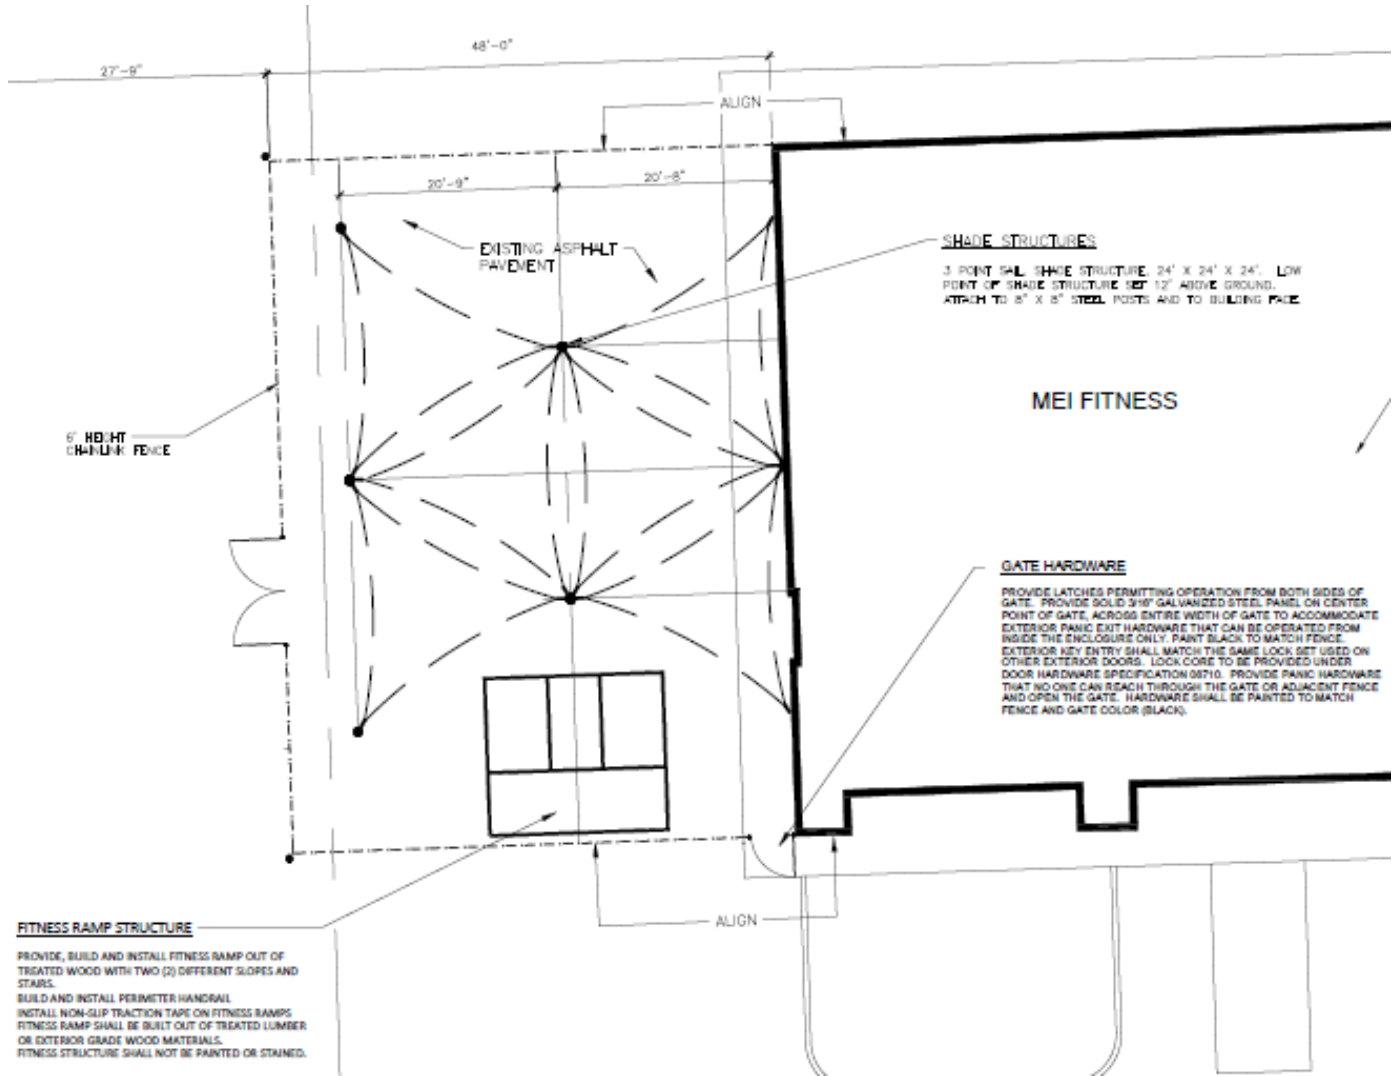 48'-0"
27'-9"
ALIGN
20'-9"
20'-8"
EXISTING ASPHALT
PAVEMENT
SHADE STRUCTURES
3 POINT SAIL SHADE STRUCTURE, 24' X 24' X 24'. LOW
POINT OF SHADE STRUCTURE SET 12' ABOVE GROUND.
ATTACH TO 8" X 8" STEEL POSTS AND TO BUILDING FACE
MEI FITNESS
6' HEIGHT
CHAINLINK FENCE
GATE HARDWARE
PROVIDE LATCHES PERMITTING OPERATION FROM BOTH SIDES OF
GATE. PROVIDE SOLID 3/16" GALVANIZED STEEL PANEL ON CENTER
POINT OF GATE, ACROSS ENTIRE WIDTH OF GATE TO ACCOMMODATE
EXTERIOR PANIC EXIT HARDWARE THAT CAN BE OPERATED FROM
INSIDE THE ENCLOSURE ONLY. PAINT BLACK TO MATCH FENCE.
EXTERIOR KEY ENTRY SHALL MATCH THE SAME LOCK SET USED ON
OTHER EXTERIOR DOORS. LOCK CORE TO BE PROVIDED UNDER
DOOR HARDWARE SPECIFICATION 08710. PROVIDE PANIC HARDWARE
THAT NO ONE CAN REACH THROUGH THE GATE OR ADJACENT FENCE
AND OPEN THE GATE. HARDWARE SHALL BE PAINTED TO MATCH
FENCE AND GATE COLOR (BLACK).
ALIGN
FITNESS RAMP STRUCTURE
PROVIDE, BUILD AND INSTALL FITNESS RAMP OUT OF
TREATED WOOD WITH TWO (2) DIFFERENT SLOPES AND
STAIRS.
BUILD AND INSTALL PERIMETER HANDRAIL
INSTALL NON-SLIP TRACTION TAPE ON FITNESS RAMPS
FITNESS RAMP SHALL BE BUILT OUT OF TREATED LUMBER
OR EXTERIOR GRADE WOOD MATERIALS.
FITNESS STRUCTURE SHALL NOT BE PAINTED OR STAINED.